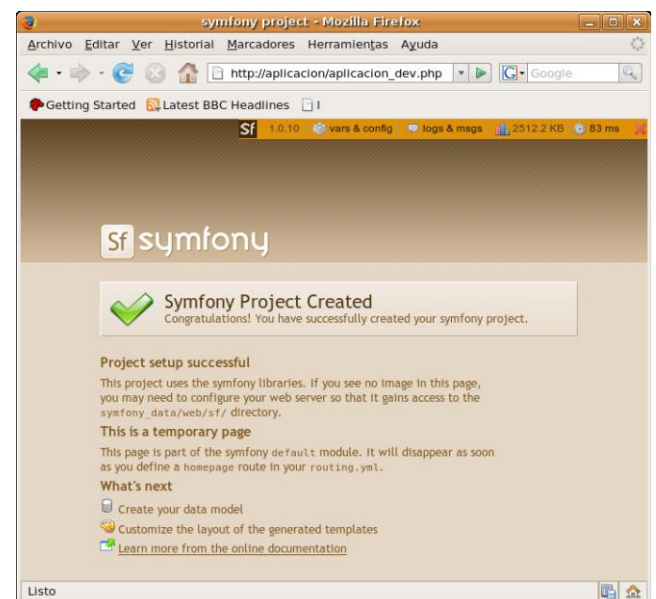 symfony project - Mozilla Firefox
Archivo Editar Ver Historial Marcadores Herramientas Ayuda
http://aplicacion/aplicacion_dev.php Google
Getting Started Latest BBC Headlines I
Sf 1.0.10 vars & config logs & msgs 2512.2 KB 83 ms
Sf symfony
Symfony Project Created
Congratulations! You have successfully created your symfony project.
Project setup successful
This project uses the symfony libraries. If you see no image in this page,
you may need to configure your web server so that it gains access to the
symfony_data/web/sf/ directory.
This is a temporary page
This page is part of the symfony default module. It will disappear as soon
as you define a homepage route in your routing.yml.
What's next
Create your data model
Customize the layout of the generated templates
Learn more from the online documentation
Listo